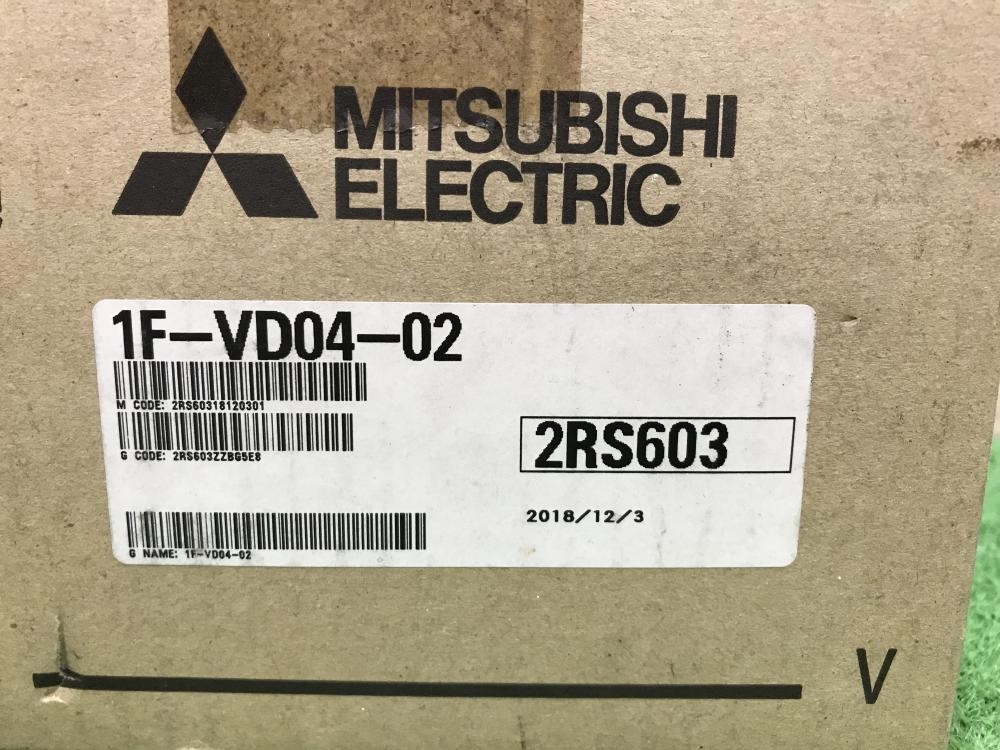 MITSUBISHI
ELECTRIC
1F-VD04-02
M CODE: 2RS60318120301
G CODE: 2RS603ZZBG5E8
2RS603
2018/12/3
G NAME: 1F-VD04-02
V